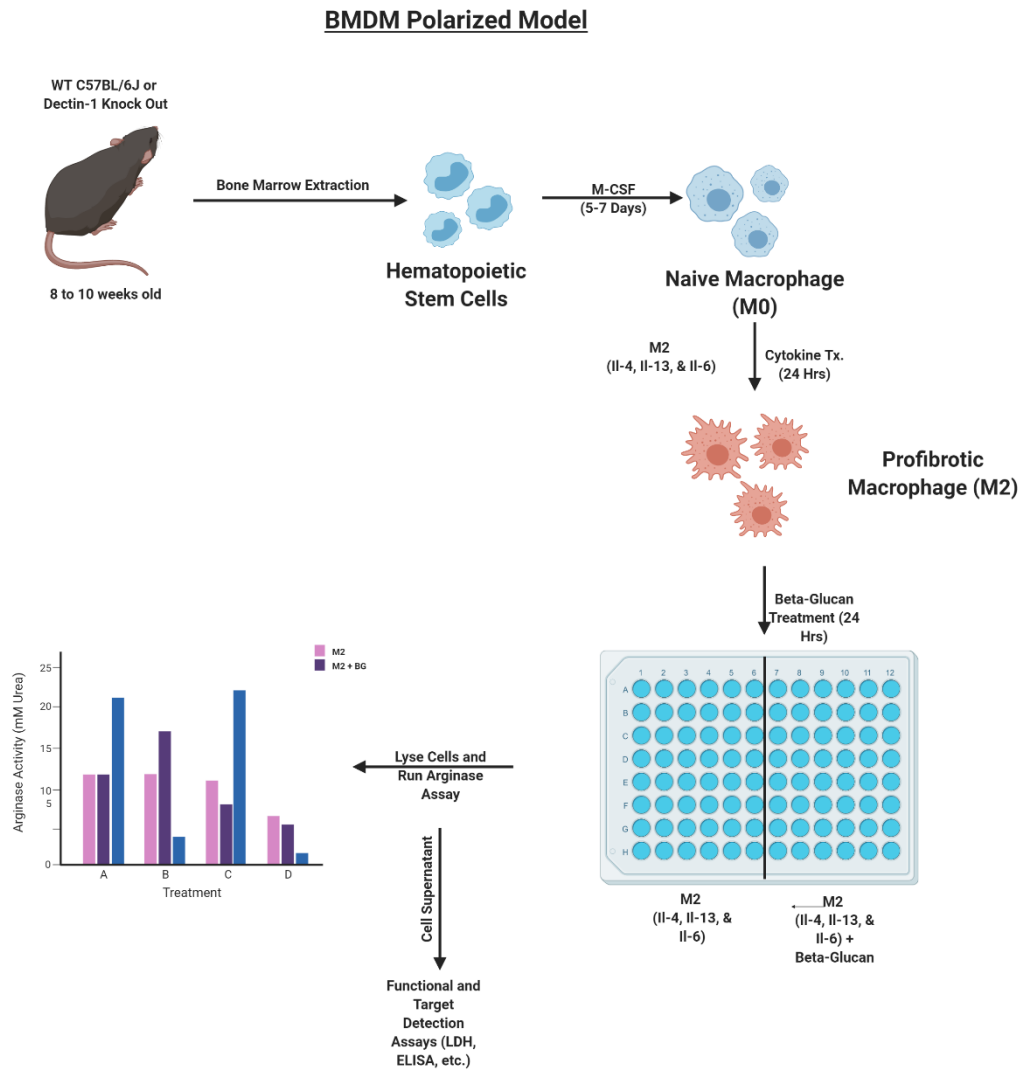 BMDM Polarized Model
WT C57BL/6J or
Dectin-1 Knock Out
8 to 10 weeks old
Bone Marrow Extraction
Hematopoietic
Stem Cells
M-CSF
(5-7 Days)
Naive Macrophage
(M0)
M2
(Il-4, Il-13, & Il-6)
Cytokine Tx.
(24 Hrs)
Profibrotic
Macrophage (M2)
Beta-Glucan
Treatment (24
Hrs)
1 2 3 4 5 6 7 8 9 10 11 12
A
B
C
D
E
F
G
H
M2
(Il-4, Il-13, &
Il-6)
M2
(Il-4, Il-13, &
Il-6) +
Beta-Glucan
Lyse Cells and
Run Arginase
Assay
M2
M2 + BG
Arginase Activity (mM Urea)
25
20
15
10
5
0
A B C D
Treatment
Cell Supernatant
Functional and
Target
Detection
Assays (LDH,
ELISA, etc.)